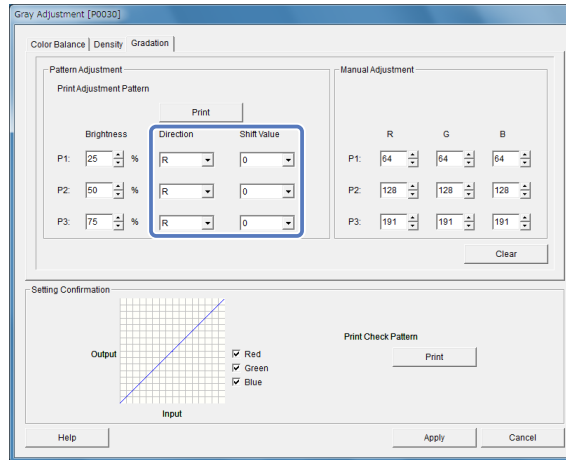 Gray Adjustment [P0030]
Color Balance Density Gradation
Pattern Adjustment
Print Adjustment Pattern
Print
Brightness Direction Shift Value
P1: 25 % R 0
P2: 50 % R 0
P3: 75 % R 0
Manual Adjustment
R G B
P1: 64 64 64
P2: 128 128 128
P3: 191 191 191
Clear
Setting Confirmation
Output
Input
Red
Green
Blue
Print Check Pattern
Print
Help Apply Cancel